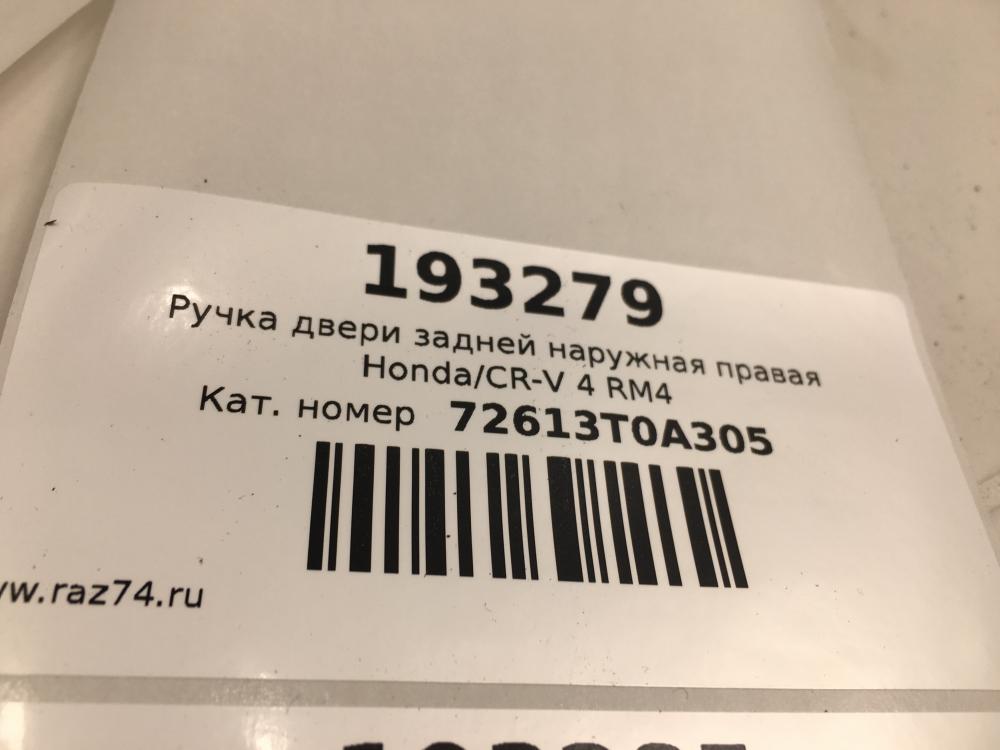 193279
Ручка двери задней наружная правая
Honda/CR-V 4 RM4
Кат. номер 72613T0A305
w.raz74.ru